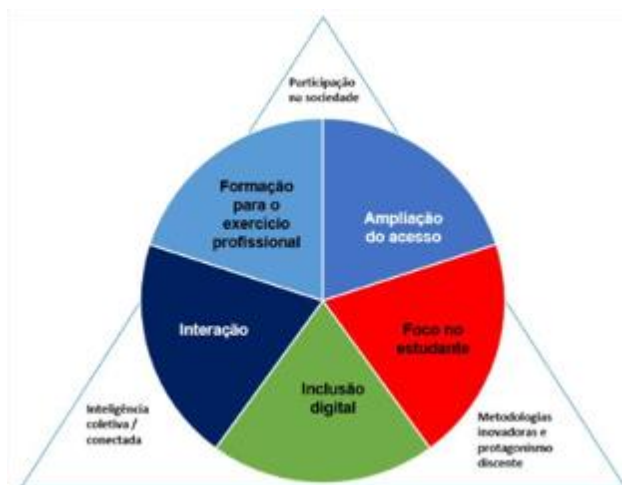 Participação
na sociedade
Formação
para o
exercício
profissional
Ampliação
do acesso
Interação
Foco no
estudante
Inclusão
digital
Inteligência
coletiva /
conectada
Metodologias
inovadoras e
protagonismo
discente